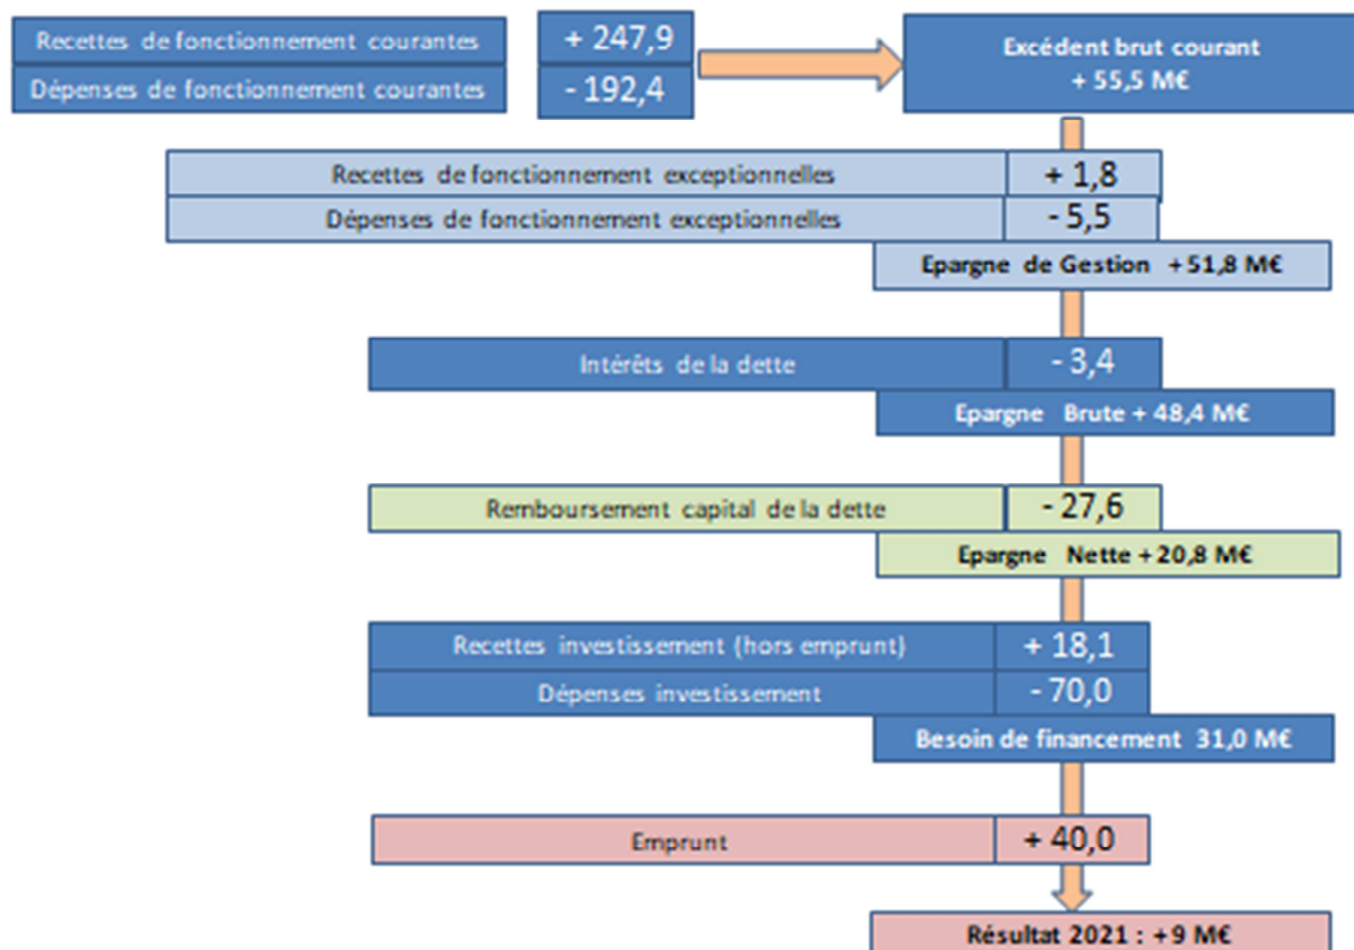 Recettes de fonctionnement courantes + 247,9
Dépenses de fonctionnement courantes - 192,4
Excédent brut courant
+ 55,5 M€
Recettes de fonctionnement exceptionnelles + 1,8
Dépenses de fonctionnement exceptionnelles - 5,5
Epargne de Gestion + 51,8 M€
Intérêts de la dette - 3,4
Epargne Brute + 48,4 M€
Remboursement capital de la dette - 27,6
Epargne Nette + 20,8 M€
Recettes investissement (hors emprunt) + 18,1
Dépenses investissement - 70,0
Besoin de financement 31,0 M€
Emprunt + 40,0
Résultat 2021 : + 9 M€